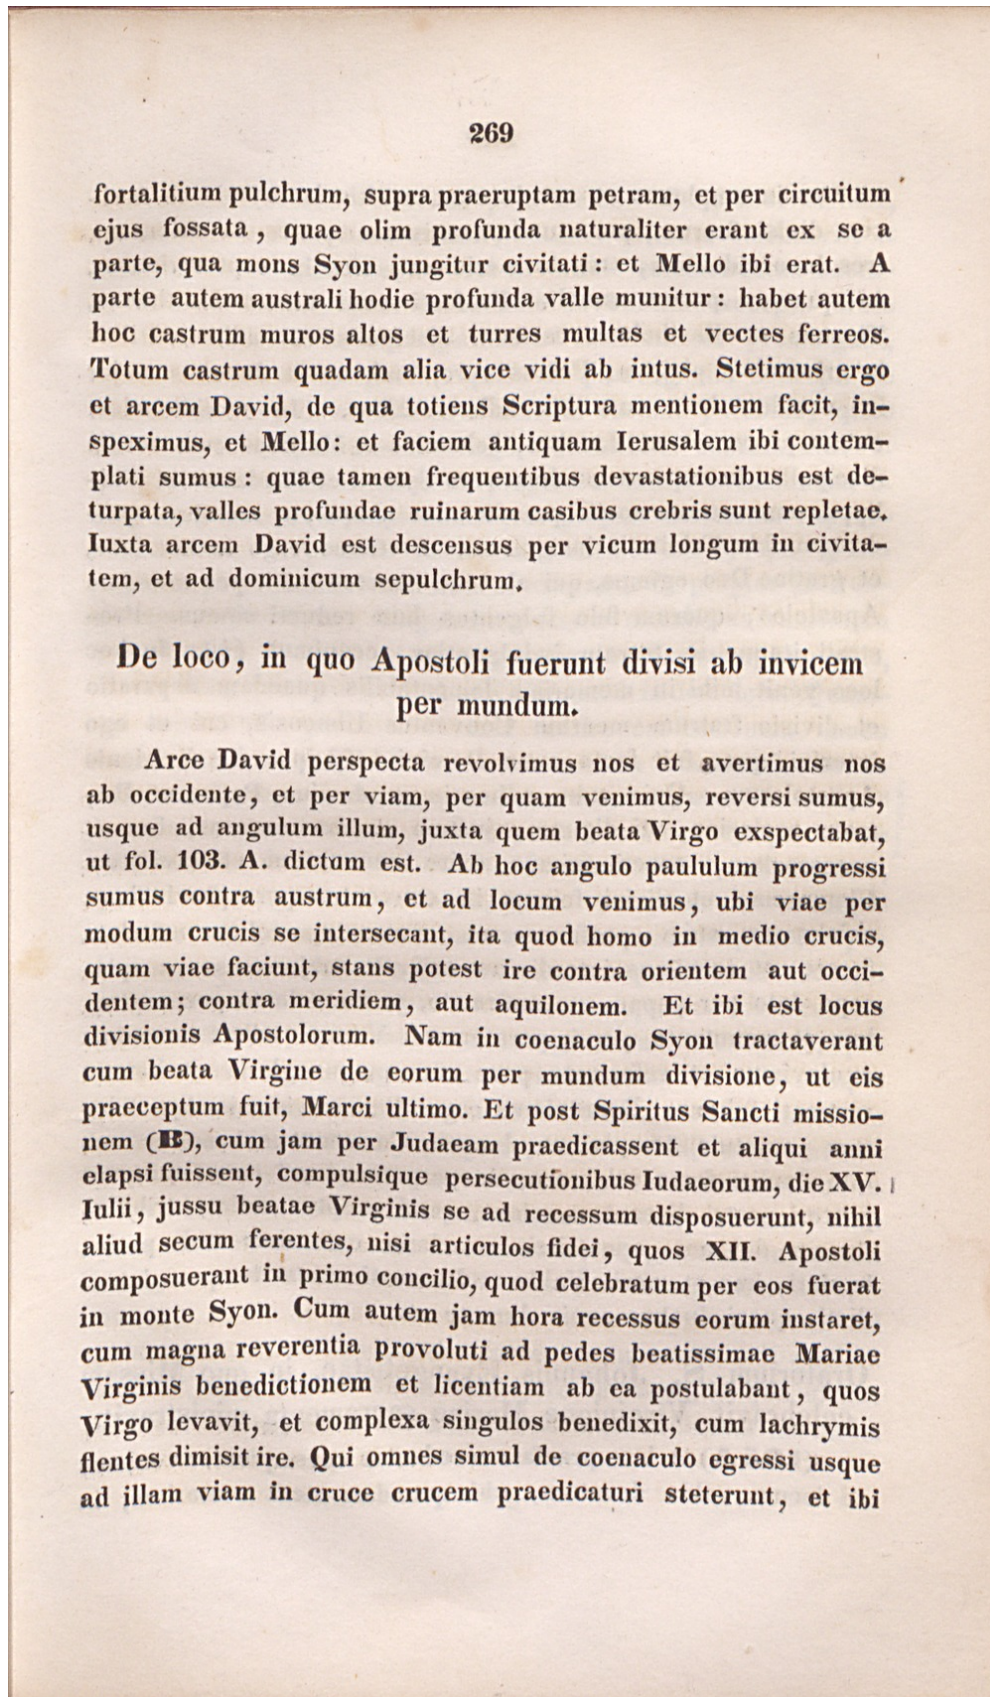 269
fortalitium pulchrum, supra praeruptam petram, et per circuitum
ejus fossata , quae olim profunda naturaliter erant ex se a
parte, qua mons Syon jungitur civitati : et Mello ibi erat. A
parte autem australi hodie profunda valle munitur : habet autem
hoc castrum muros altos et turres multas et vectes ferreos.
Totum castrum quadam alia vice vidi ab intus. Stetimus ergo
et arcem David, de qua totiens Scriptura mentionem facit, in-
speximus, et Mello: et faciem antiquam Ierusalem ibi contem-
plati sumus : quae tamen frequentibus devastationibus est de-
turpata, valles profundae ruinarum casibus crebris sunt repletae.
Iuxta arcem David est descensus per vicum longum in civita-
tem, et ad dominicum sepulchrum.
De loco, in quo Apostoli fuerunt divisi ab invicem
per mundum.
Arce David perspecta revolvimus nos et avertimus nos
ab occidente, et per viam, per quam venimus, reversi sumus,
usque ad angulum illum, juxta quem beata Virgo exspectabat,
ut fol. 103. A. dictum est. Ab hoc angulo paululum progressi
sumus contra austrum, et ad locum venimus, ubi viae per
modum crucis se intersecant, ita quod homo in medio crucis,
quam viae faciunt, stans potest ire contra orientem aut occi-
dentem; contra meridiem, aut aquilonem. Et ibi est locus
divisionis Apostolorum. Nam in coenaculo Syon tractaverant
cum beata Virgine de eorum per mundum divisione, ut eis
praeceptum fuit, Marci ultimo. Et post Spiritus Sancti missio-
nem (B), cum jam per Judaeam praedicassent et aliqui anni
elapsi fuissent, compulsique persecutionibus Iudaeorum, die XV.
Iulii, jussu beatae Virginis se ad recessum disposuerunt, nihil
aliud secum ferentes, nisi articulos fidei, quos XII. Apostoli
composuerant in primo concilio, quod celebratum per eos fuerat
in monte Syon. Cum autem jam hora recessus eorum instaret,
cum magna reverentia provoluti ad pedes beatissimae Mariae
Virginis benedictionem et licentiam ab ea postulabant, quos
Virgo levavit, et complexa singulos benedixit, cum lachrymis
flentes dimisit ire. Qui omnes simul de coenaculo egressi usque
ad illam viam in cruce crucem praedicaturi steterunt, et ibi